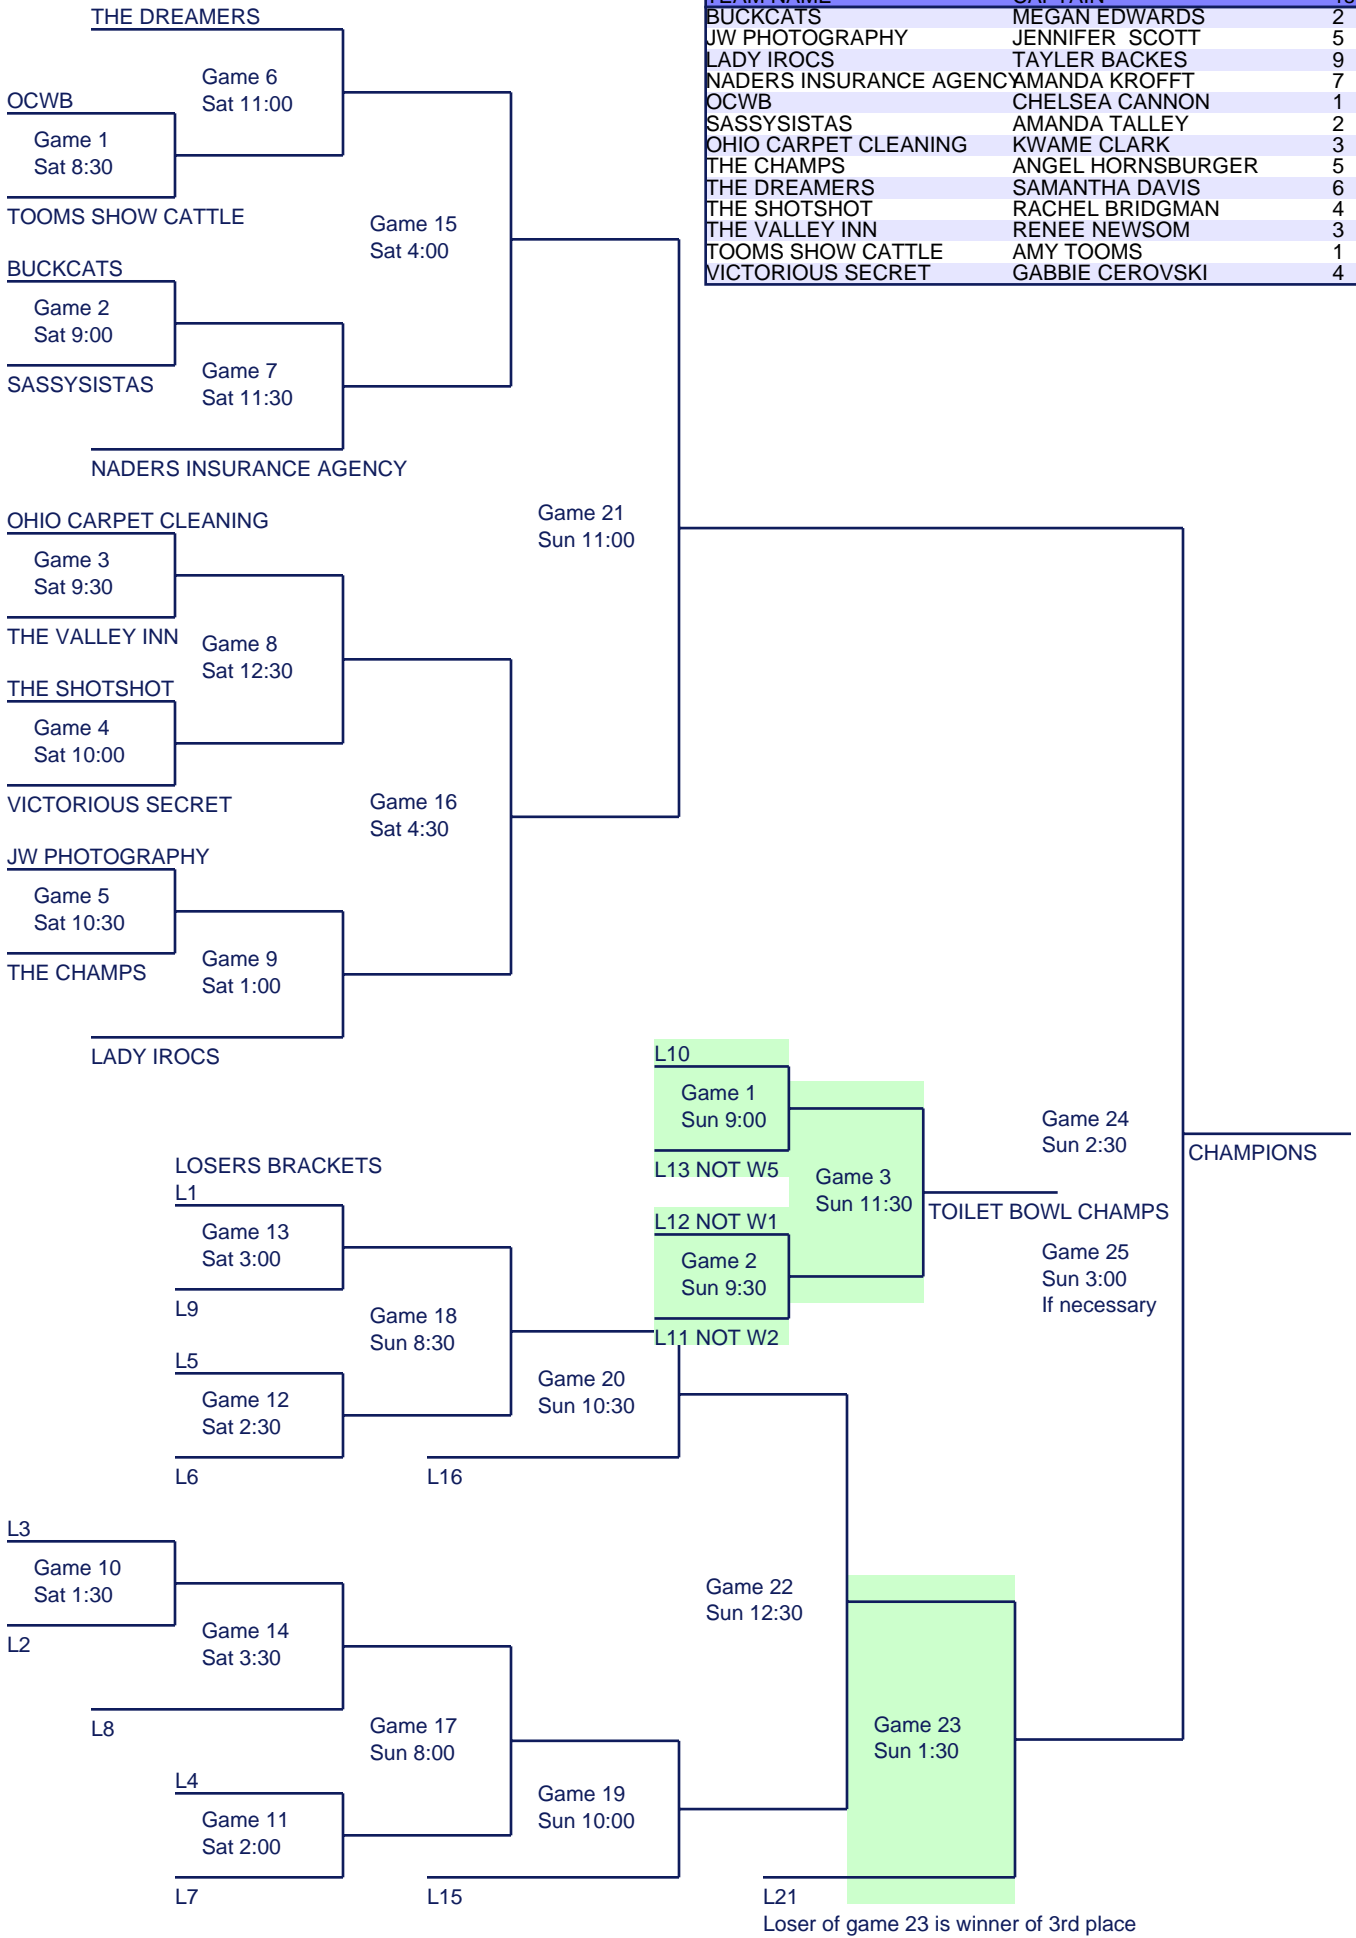 THE DREAMERS
Game 6
Sat 11:00
OCWB
Game 1
Sat 8:30
TOOMS SHOW CATTLE
Game 15
Sat 4:00
BUCKCATS
Game 2
Sat 9:00
SASSYSISTAS
Game 7
Sat 11:30
NADERS INSURANCE AGENCY
OHIO CARPET CLEANING
Game 3
Sat 9:30
THE VALLEY INN
Game 8
Sat 12:30
THE SHOTSHOT
Game 4
Sat 10:00
VICTORIOUS SECRET
Game 16
Sat 4:30
JW PHOTOGRAPHY
Game 5
Sat 10:30
THE CHAMPS
Game 9
Sat 1:00
LADY IROCS
Game 21
Sun 11:00
TEAM NAME CAPTAIN
BUCKCATS MEGAN EDWARDS 2
JW PHOTOGRAPHY JENNIFER SCOTT 5
LADY IROCS TAYLER BACKES 9
NADERS INSURANCE AGENCY AMANDA KROFFT 7
OCWB CHELSEA CANNON 1
SASSYSISTAS AMANDA TALLEY 2
OHIO CARPET CLEANING KWAME CLARK 3
THE CHAMPS ANGEL HORNSBURGER 5
THE DREAMERS SAMANTHA DAVIS 6
THE SHOTSHOT RACHEL BRIDGMAN 4
THE VALLEY INN RENEE NEWSOM 3
TOOMS SHOW CATTLE AMY TOOMS 1
VICTORIOUS SECRET GABBIE CEROVSKI 4
L10
Game 1
Sun 9:00
L13 NOT W5
L12 NOT W1
Game 2
Sun 9:30
L11 NOT W2
Game 3
Sun 11:30
TOILET BOWL CHAMPS
Game 24
Sun 2:30
CHAMPIONS
Game 25
Sun 3:00
If necessary
LOSERS BRACKETS
L1
Game 13
Sat 3:00
L9
Game 18
Sun 8:30
L5
Game 12
Sat 2:30
L6
Game 20
Sun 10:30
L16
L3
Game 10
Sat 1:30
L2
Game 14
Sat 3:30
L8
Game 17
Sun 8:00
L4
Game 11
Sat 2:00
L7
Game 19
Sun 10:00
L15
Game 22
Sun 12:30
Game 23
Sun 1:30
L21
Loser of game 23 is winner of 3rd place